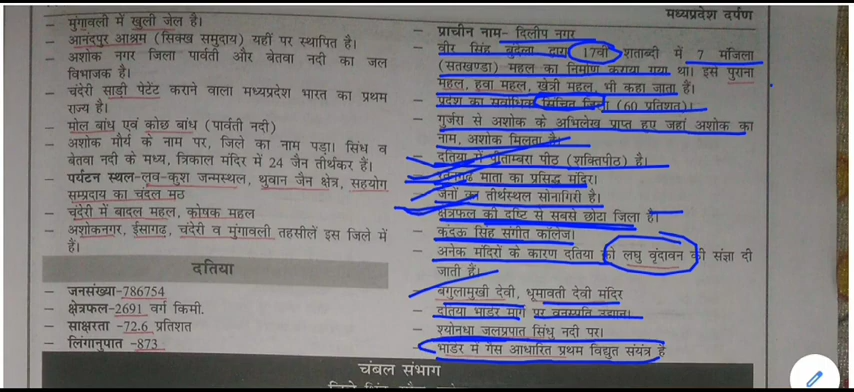 मध्यप्रदेश दर्पण
– मुंगावली में खुली जेल है।
– आनंदपुर आश्रम (सिक्ख समुदाय) यहीं पर स्थापित है।
– अशोक नगर जिला पार्वती और बेतवा नदी का जल
विभाजक है।
– चंदेरी साड़ी पेटेंट कराने वाला मध्यप्रदेश भारत का प्रथम
राज्य है।
– मोल बांध एवं कोछ बांध (पार्वती नदी)
– अशोक मौर्य के नाम पर, जिले का नाम पड़ा। सिंध व
बेतवा नदी के मध्य, त्रिकाल मंदिर में 24 जैन तीर्थकर हैं।
– पर्यटन स्थल-लव-कुश जन्मस्थल, थुवान जैन क्षेत्र, सहयोग
सम्प्रदाय का चंदल मठ
– चंदेरी में बादल महल, कोषक महल
– अशोकनगर, ईसागढ़, चंदेरी व मुंगावली तहसीलें इस जिले में
हैं।
दतिया
– जनसंख्या-786754
– क्षेत्रफल-2691 वर्ग किमी.
– साक्षरता -72.6 प्रतिशत
– लिंगानुपात -873
– प्राचीन नाम- दिलीप नगर
– वीर सिंह बुंदेला द्वारा 17वीं शताब्दी में 7 मंजिला
(सतखण्डा) महल का निर्माण कराया गया था। इसे पुराना
महल, हवा महल, खेत्री महल, भी कहा जाता है।
– प्रदेश का सर्वाधिक सिंचित जिला (60 प्रतिशत)।
– गुर्जरा से अशोक के अभिलेख प्राप्त हुए जहां अशोक का
नाम, अशोक मिलता है।
– दतिया में पीताम्बरा पीठ (शक्तिपीठ) है।
– रतनगढ़ माता का प्रसिद्ध मंदिर।
– जैनों का तीर्थस्थल सोनागिरी है।
– क्षेत्रफल की दृष्टि से सबसे छोटा जिला है।
– कुदऊ सिंह संगीत कॉलेज।
– अनेक मंदिरों के कारण दतिया को लघु वृंदावन की संज्ञा दी
जाती है।
– बगुलामुखी देवी, धूमावती देवी मंदिर
– दतिया भांडेर मार्ग पर वनस्पति उद्यान।
– श्योनधा जलप्रपात सिंधु नदी पर।
– भांडेर में गैस आधारित प्रथम विद्युत संयंत्र है
चंबल संभाग